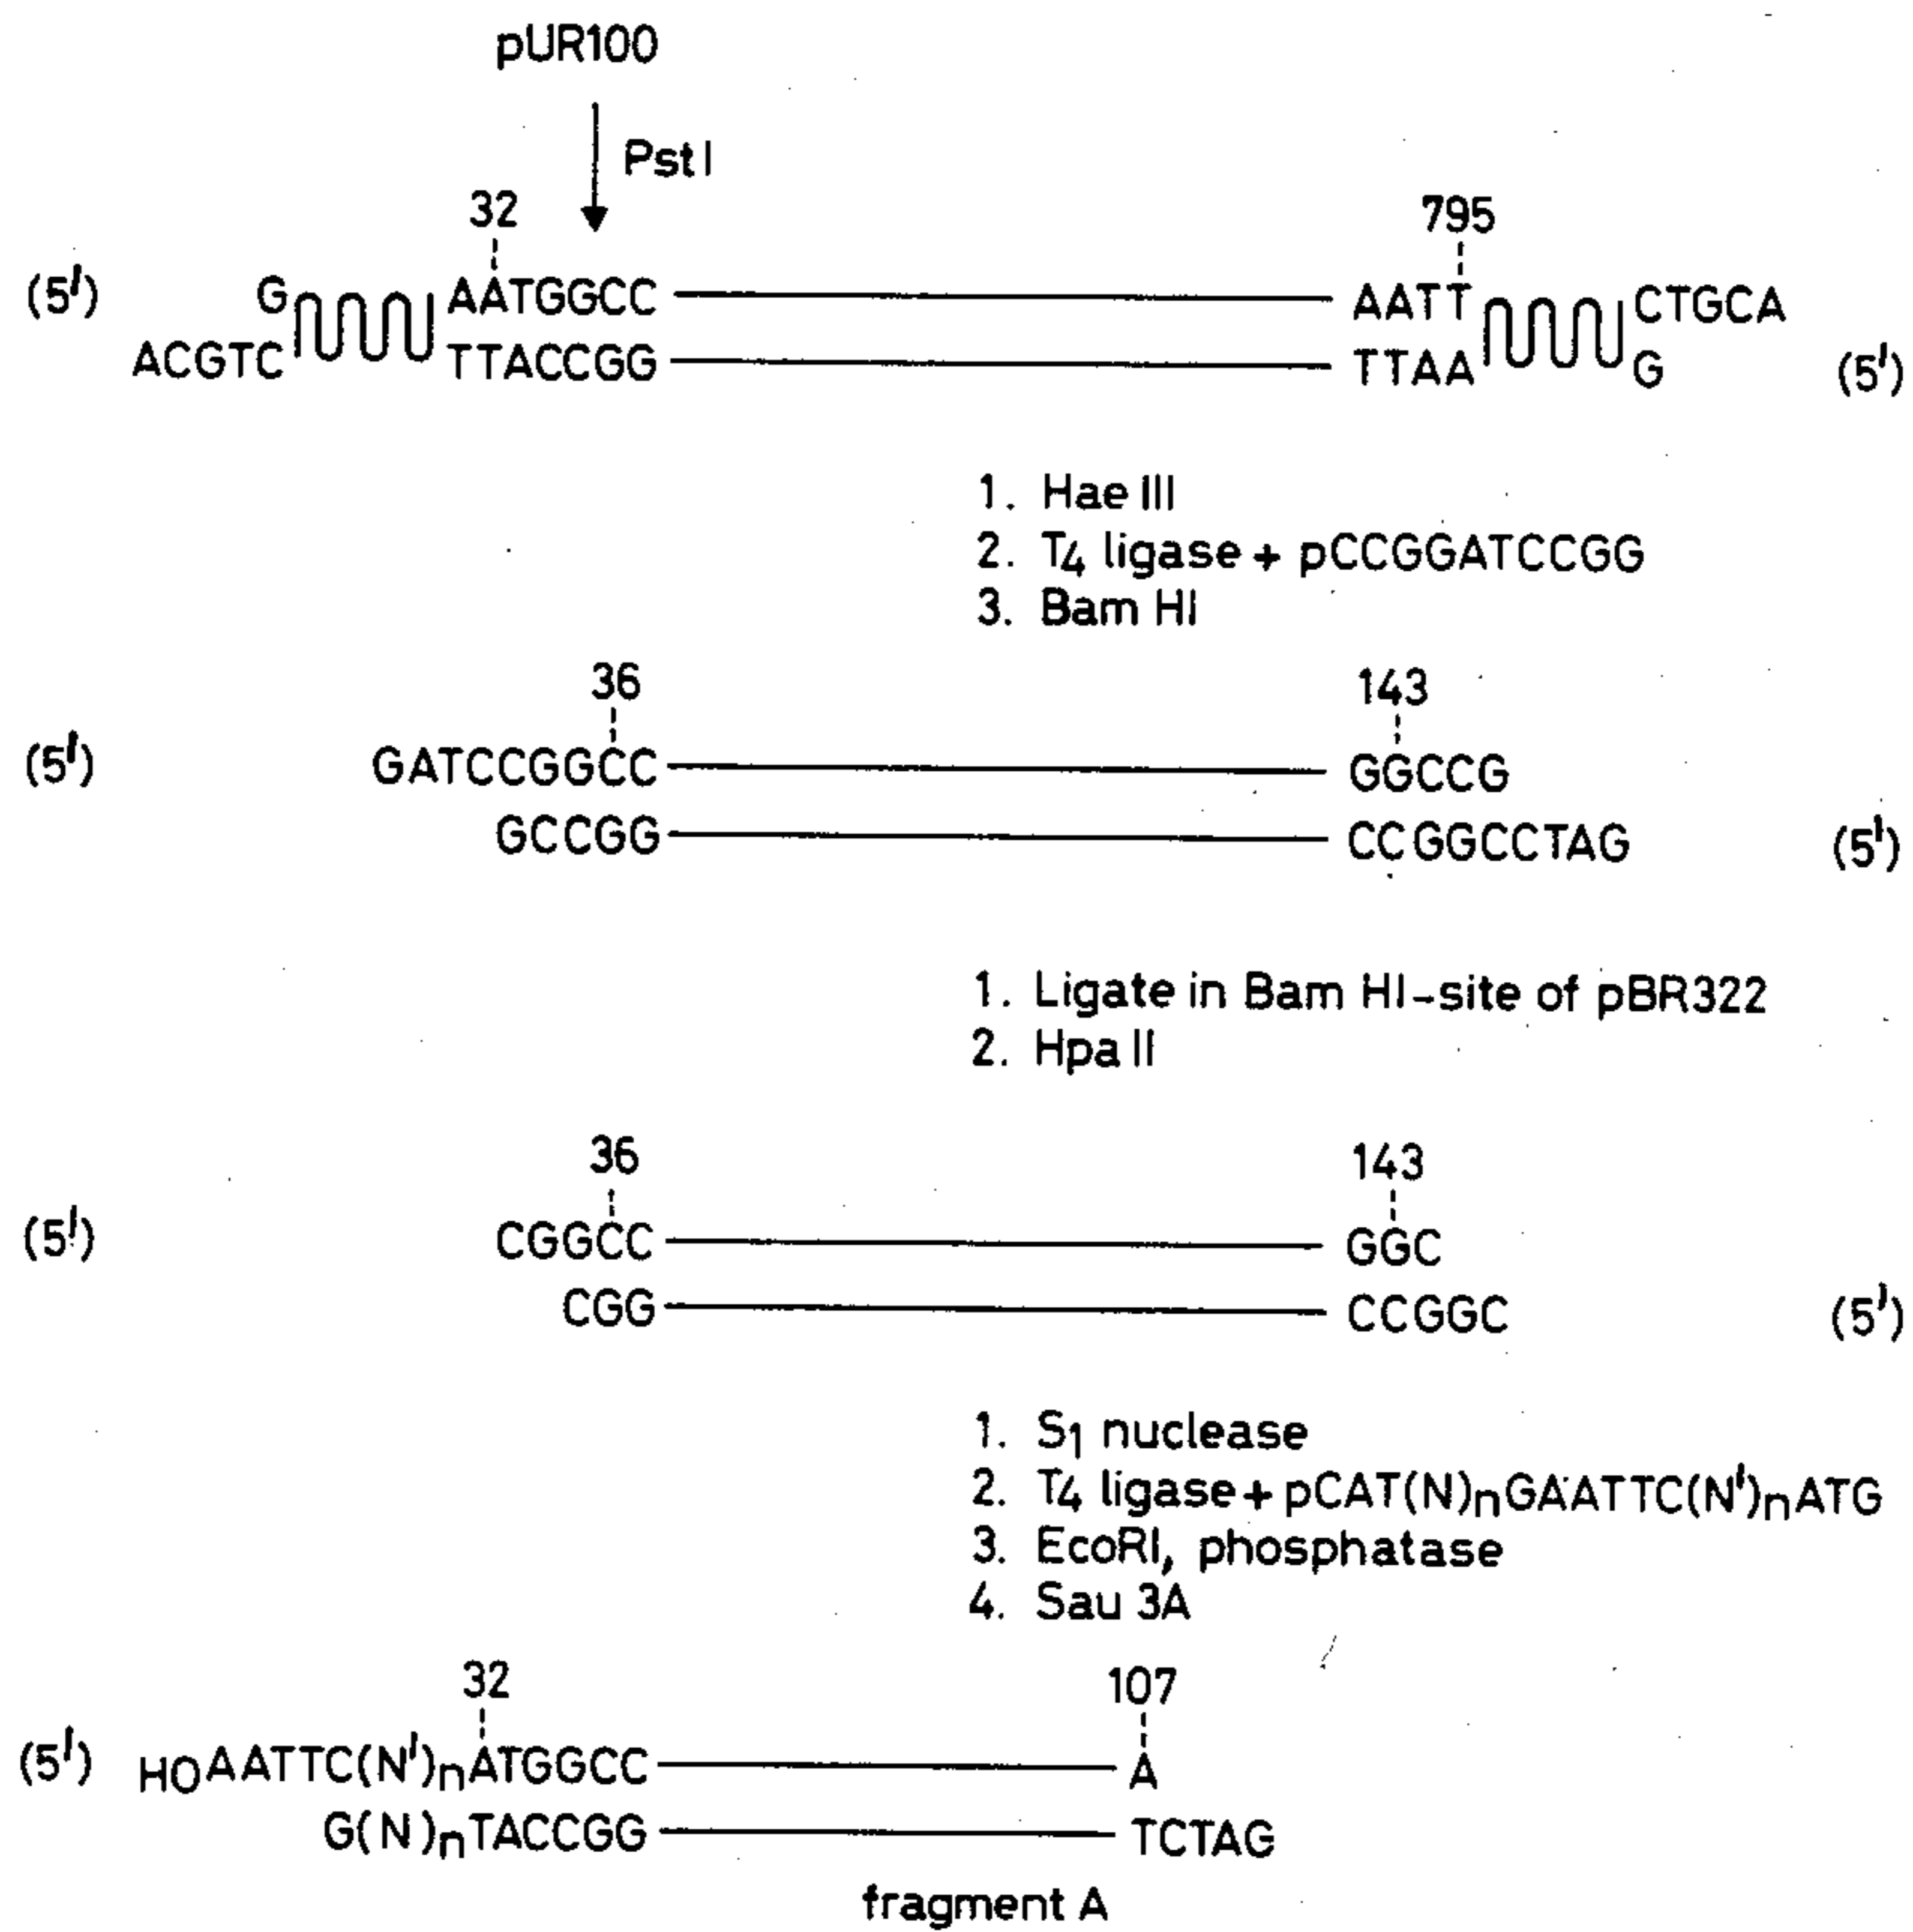 pUR100
Pst I
32 795
(5') G AATGGCC AATT CTGCA
ACGTC TTACCGG TTAA G (5')
1. Hae III
2. T4 ligase + pCCGGATCCGG
3. Bam HI
36 143
(5') GATCCGGCC GGCCG
GCCGG CCGGCCTAG (5')
1. Ligate in Bam HI-site of pBR322
2. Hpa II
36 143
(5') CGGCC GGC
CGG CCGGC (5')
1. S1 nuclease
2. T4 ligase + pCAT(N)nGAATTC(N')nATG
3. EcoRI, phosphatase
4. Sau 3A
32 107
(5') HOAATTC(N')nATGGCC A
G(N)nTACCGG TCTAG
fragment A